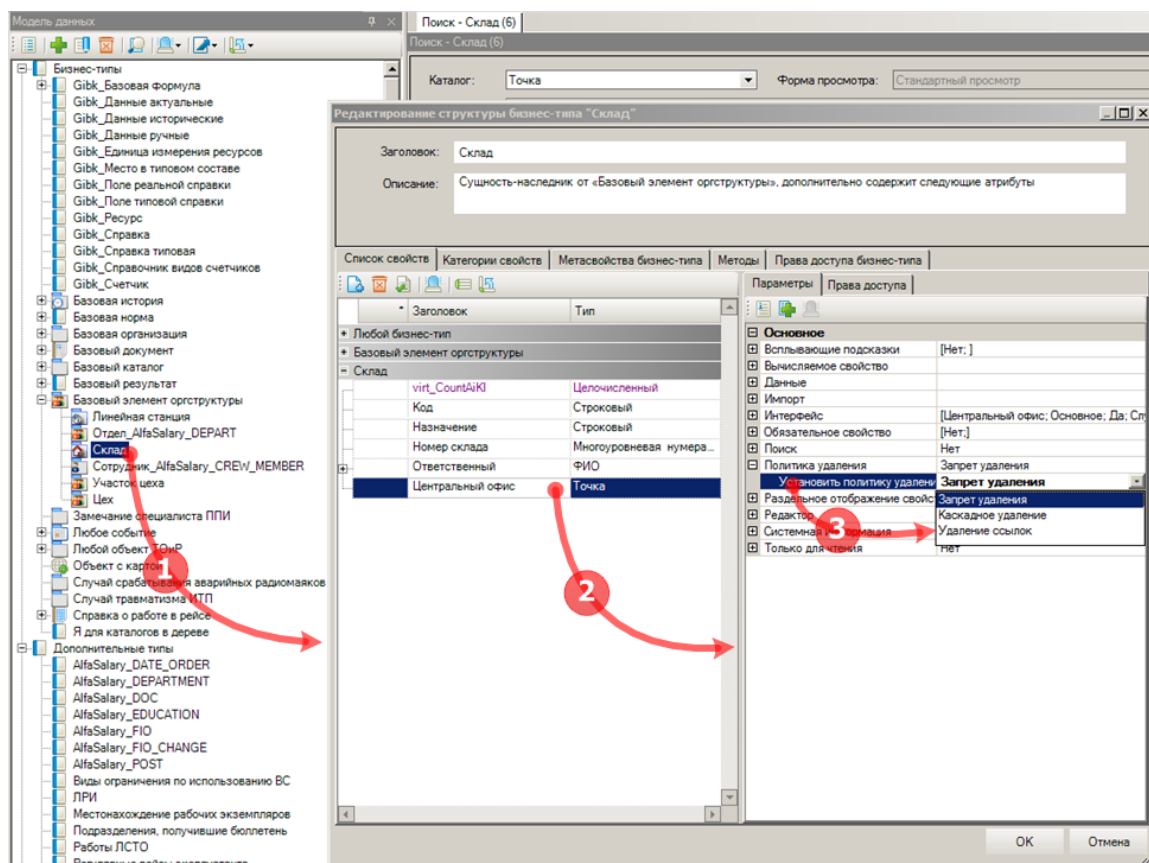 Модель данных
Поиск - Склад (6)
Поиск - Склад (6)
Каталог: Точка Форма просмотра: Стандартный просмотр
Бизнес-типы
Gibk_Базовая формула
Gibk_Данные актуальные
Gibk_Данные исторические
Gibk_Данные ручные
Gibk_Единица измерения ресурсов
Gibk_Место в типовом составе
Gibk_Поле реальной справки
Gibk_Поле типовой справки
Gibk_Ресурс
Gibk_Справка
Gibk_Справка типовая
Gibk_Справочник видов счетчиков
Gibk_Счетчик
Базовая история
Базовая норма
Базовая организация
Базовый документ
Базовый каталог
Базовый результат
Базовый элемент оргструктуры
Линейная станция
Отдел_AlfaSalary_DEPART
Склад
Сотрудник_AlfaSalary_CREW_MEMBER
Участок цеха
Цех
Замечание специалиста ППИ
Любое событие
Любой объект ТОиР
Объект с картой
Случай срабатывания аварийных радиомаяков
Случай травматизма ИТП
Справка о работе в рейсе
Я для каталогов в дереве
Дополнительные типы
AlfaSalary_DATE_ORDER
AlfaSalary_DEPARTMENT
AlfaSalary_DOC
AlfaSalary_EDUCATION
AlfaSalary_FIO
AlfaSalary_FIO_CHANGE
AlfaSalary_POST
Виды ограничения по использованию ВС
ЛРИ
Местонахождение рабочих экземпляров
Подразделения, получившие бюллетень
Работы ЛСТО
1
Редактирование структуры бизнес-типа "Склад"
Заголовок: Склад
Описание: Сущность-наследник от «Базовый элемент оргструктуры», дополнительно содержит следующие атрибуты
Список свойств Категории свойств Метасвойства бизнес-типа Методы Права доступа бизнес-типа
Заголовок Тип
Любой бизнес-тип
Базовый элемент оргструктуры
Склад
virt_CountAiKI Целочисленный
Код Строковый
Назначение Строковый
Номер склада Многоуровневая нумера...
Ответственный ФИО
Центральный офис Точка
2
Параметры Права доступа
Основное
Всплывающие подсказки [Нет; ]
Вычисляемое свойство
Данные
Импорт
Интерфейс [Центральный офис; Основное; Да; Слу
Обязательное свойство [Нет;]
Поиск Нет
Политика удаления Запрет удаления
Установить политику удалени Запрет удаления
Раздельное отображение свойс Запрет удаления
Редактор Каскадное удаление
Системная информация Удаление ссылок
Только для чтения Нет
3
OK Отмена